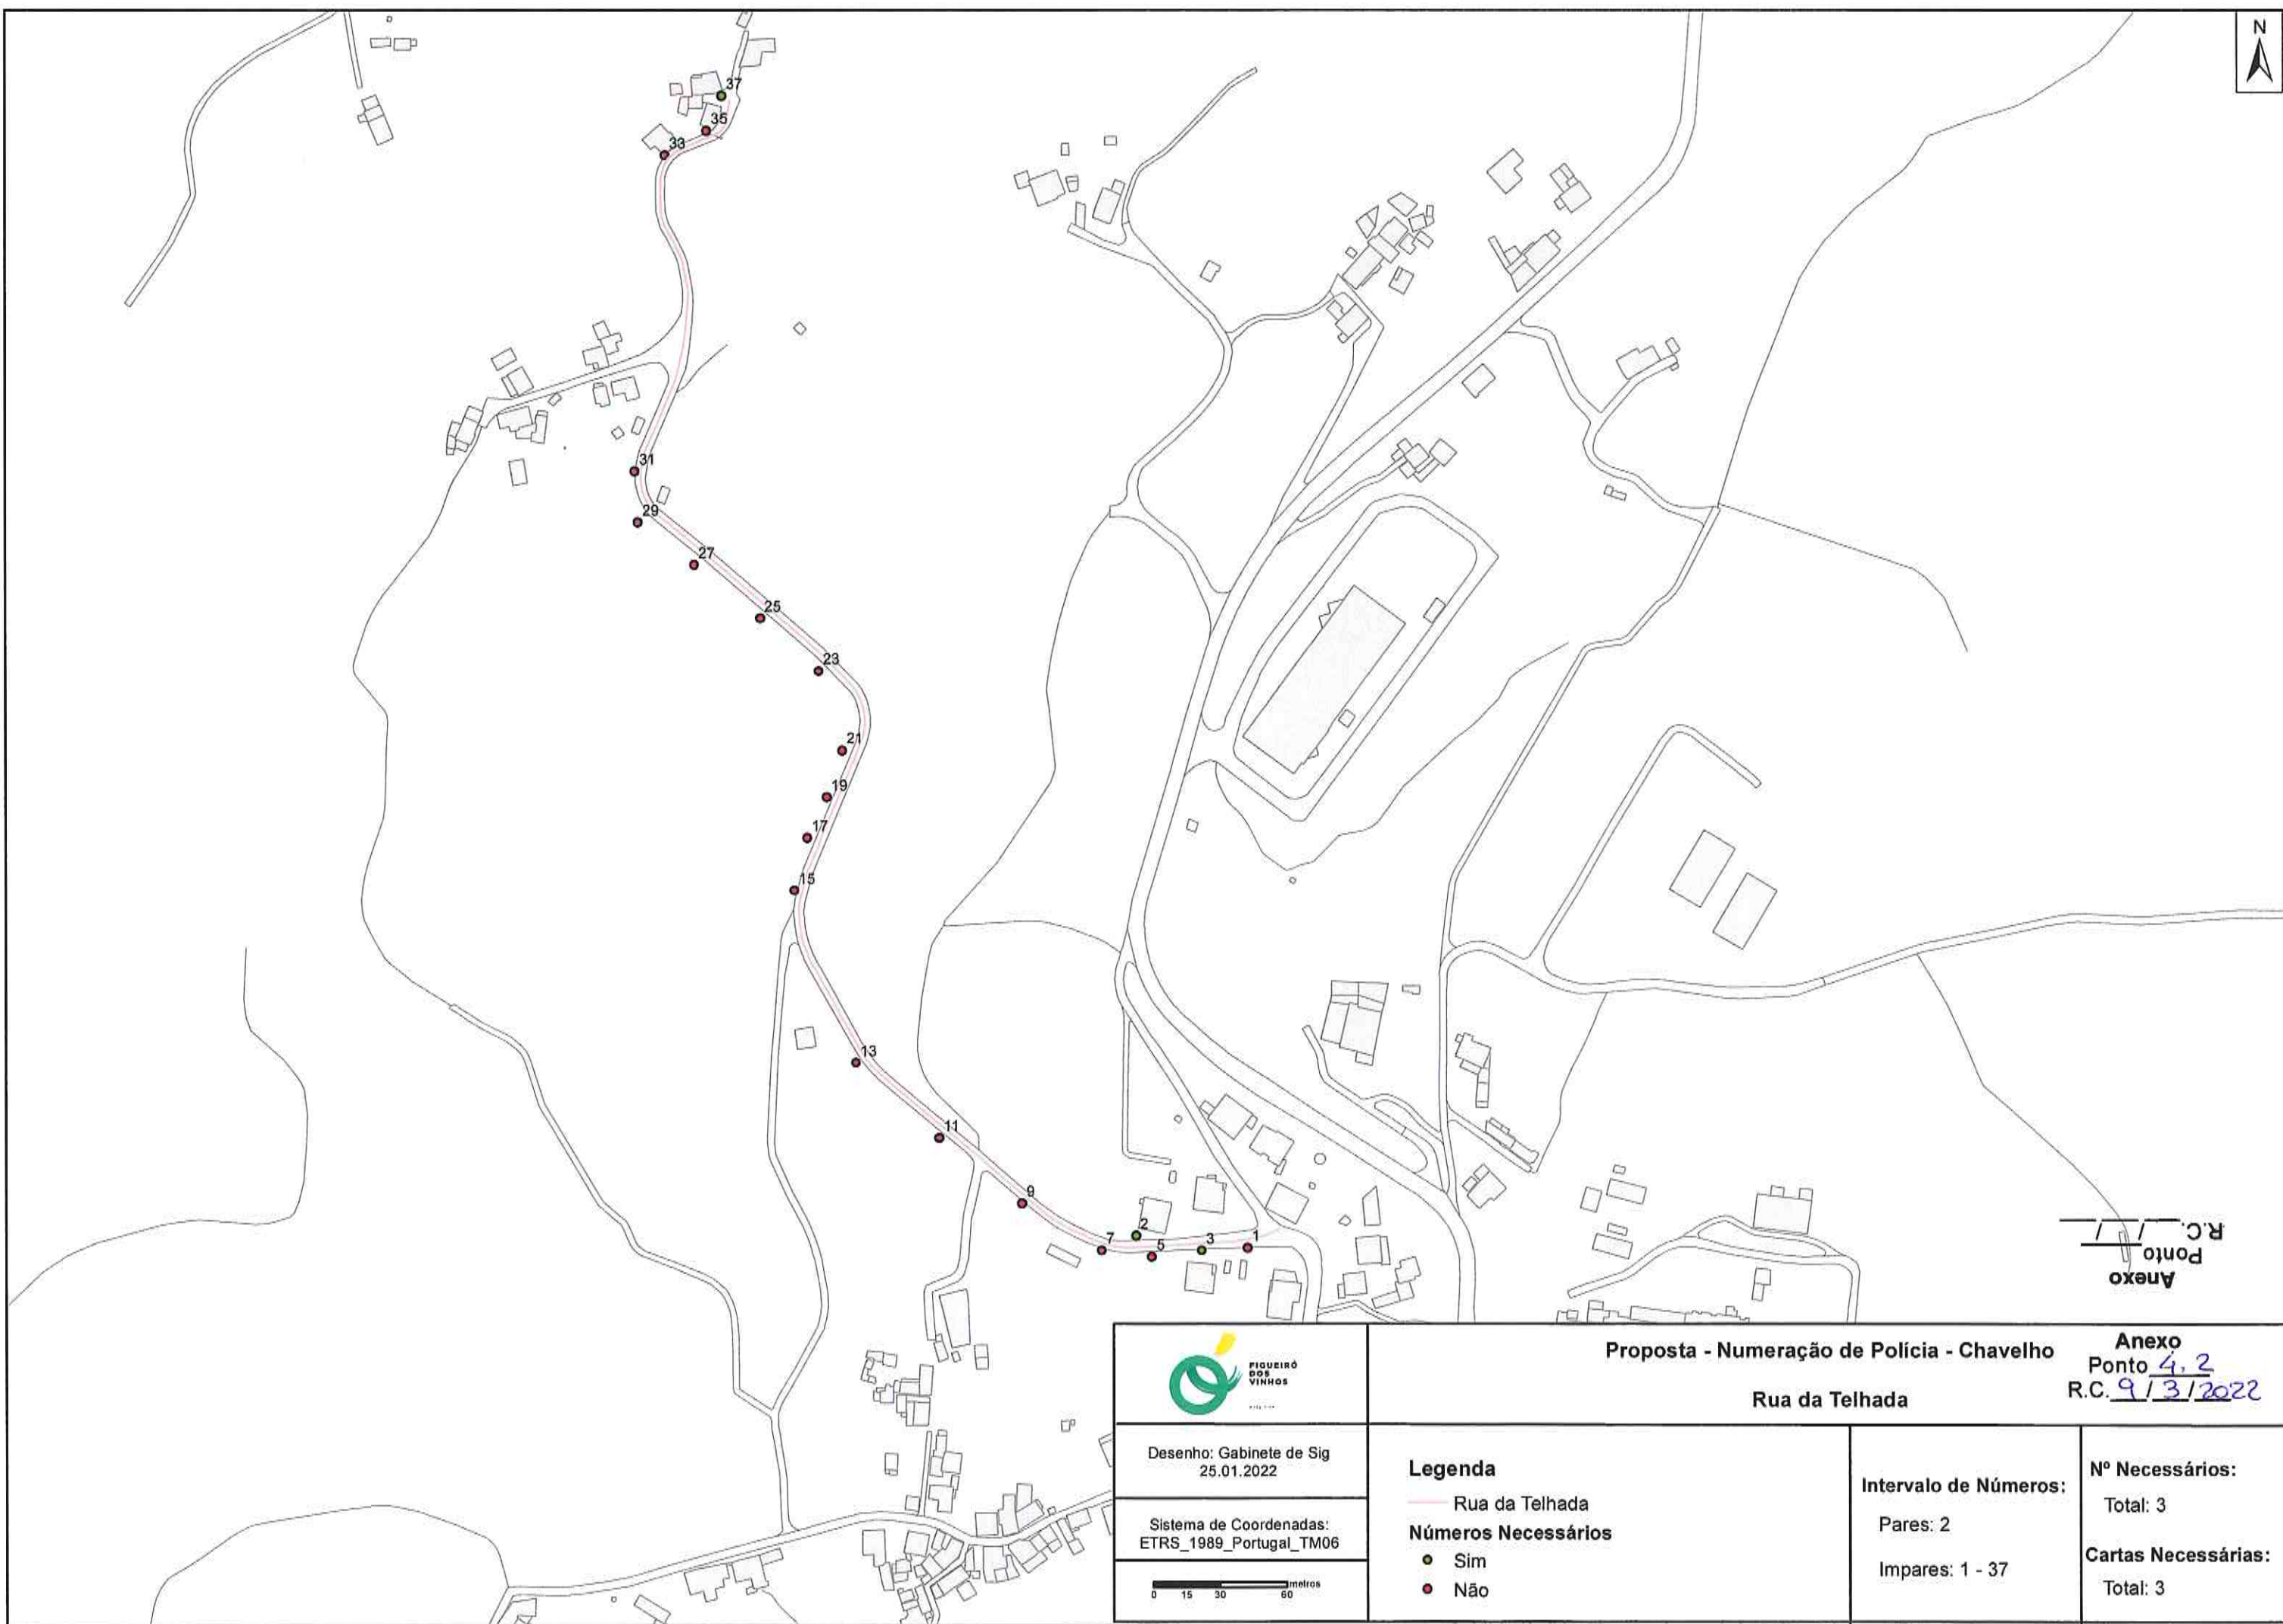 N
37
35
33
31
29
27
25
23
21
19
17
15
13
11
9
7
2
5
3
1
Anexo
Ponto
R.C. / /
FIGUEIRÓ
DOS
VINHOS
Proposta - Numeração de Polícia - Chavelho
Rua da Telhada
Anexo
Ponto 4.2
R.C. 9/3/2022
Desenho: Gabinete de Sig
25.01.2022
Sistema de Coordenadas:
ETRS_1989_Portugal_TM06
metros
0 15 30 60
Legenda
Rua da Telhada
Números Necessários
Sim
Não
Intervalo de Números:
Pares: 2
Impares: 1 - 37
Nº Necessários:
Total: 3
Cartas Necessárias:
Total: 3